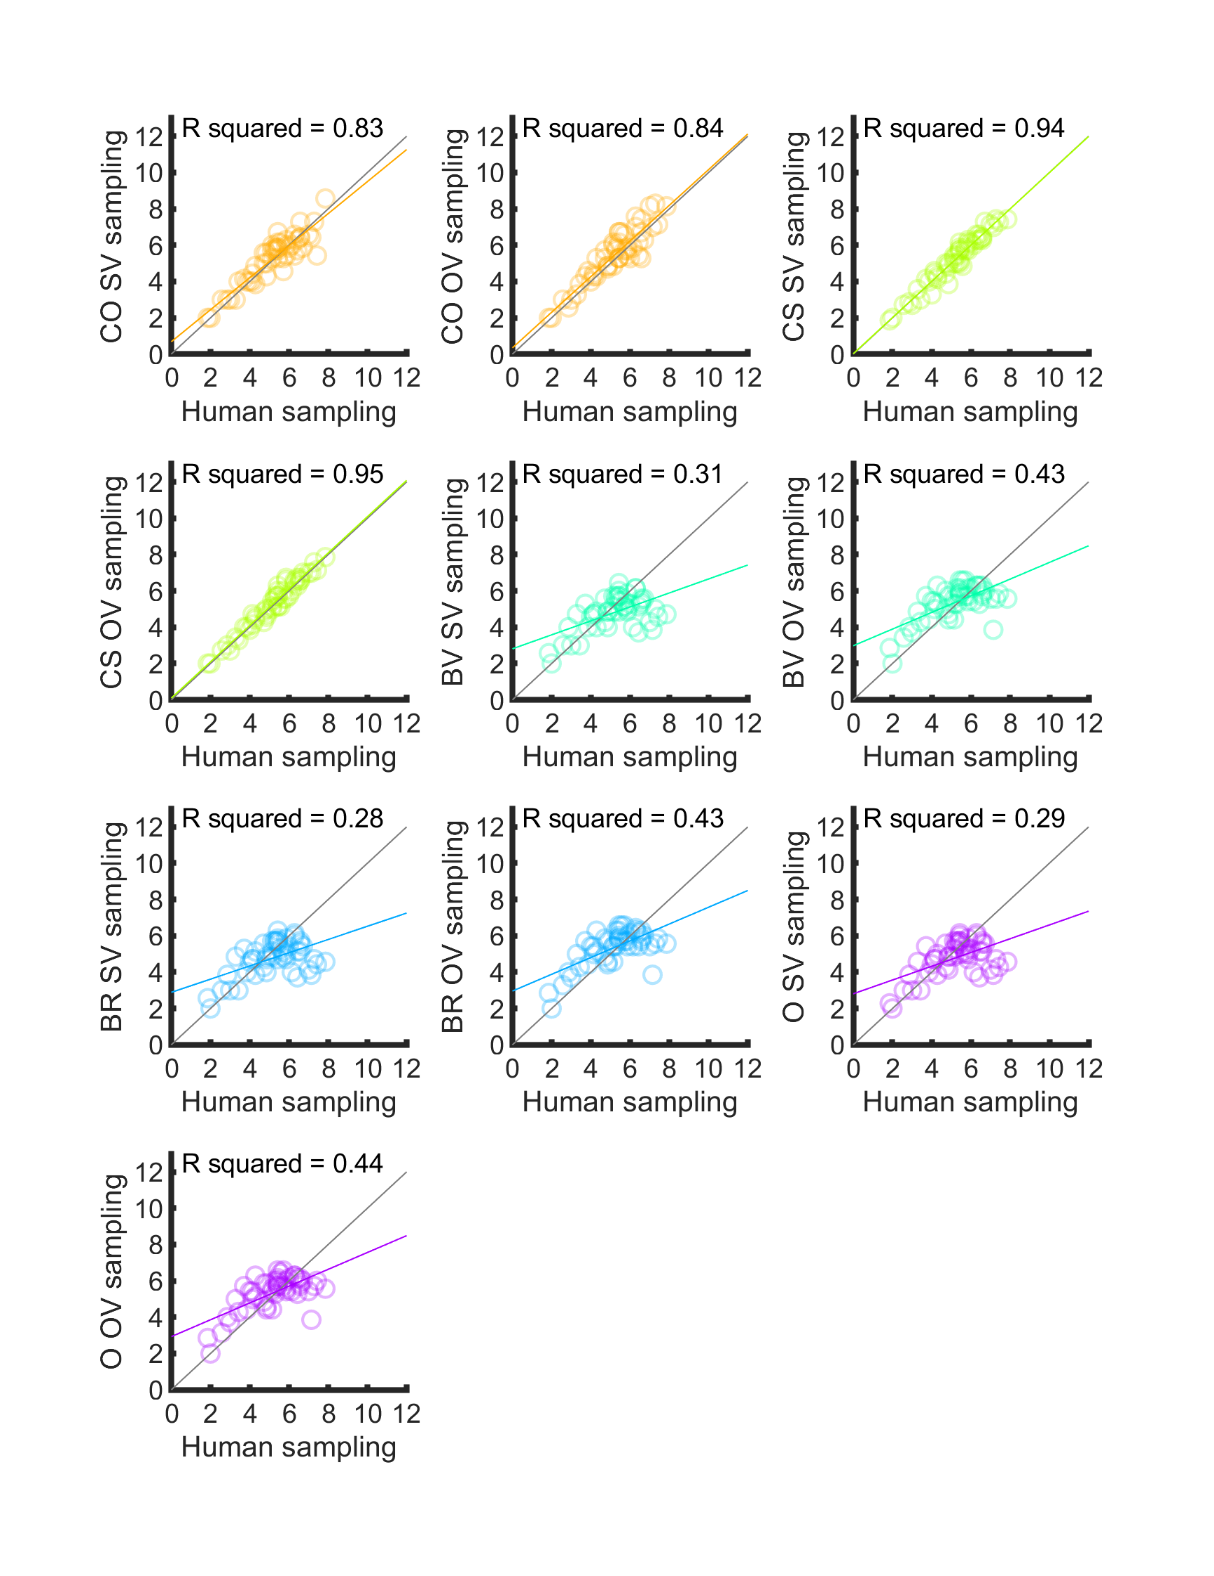 R squared = 0.83
CO SV sampling
12
10
8
6
4
2
0
0 2 4 6 8 10 12
Human sampling
R squared = 0.84
CO OV sampling
12
10
8
6
4
2
0
0 2 4 6 8 10 12
Human sampling
R squared = 0.94
CS SV sampling
12
10
8
6
4
2
0
0 2 4 6 8 10 12
Human sampling
R squared = 0.95
CS OV sampling
12
10
8
6
4
2
0
0 2 4 6 8 10 12
Human sampling
R squared = 0.31
BV SV sampling
12
10
8
6
4
2
0
0 2 4 6 8 10 12
Human sampling
R squared = 0.43
BV OV sampling
12
10
8
6
4
2
0
0 2 4 6 8 10 12
Human sampling
R squared = 0.28
BR SV sampling
12
10
8
6
4
2
0
0 2 4 6 8 10 12
Human sampling
R squared = 0.43
BR OV sampling
12
10
8
6
4
2
0
0 2 4 6 8 10 12
Human sampling
R squared = 0.29
O SV sampling
12
10
8
6
4
2
0
0 2 4 6 8 10 12
Human sampling
R squared = 0.44
O OV sampling
12
10
8
6
4
2
0
0 2 4 6 8 10 12
Human sampling